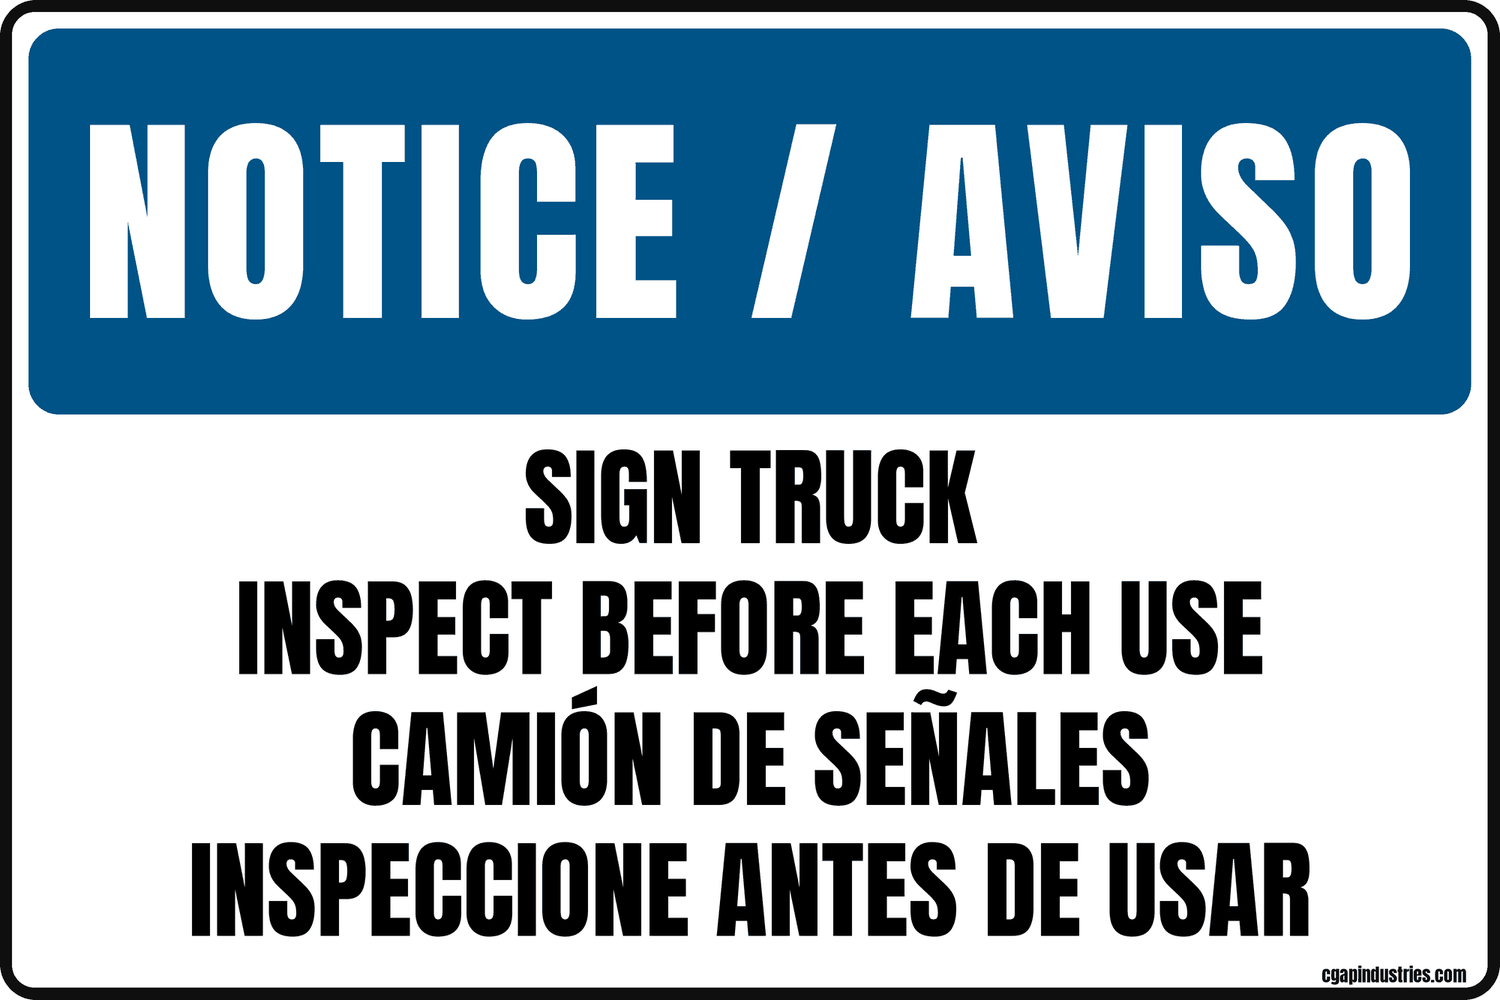 NOTICE / AVISO
SIGN TRUCK
INSPECT BEFORE EACH USE
CAMIÓN DE SEÑALES
INSPECCIONE ANTES DE USAR
cgapindustries.com